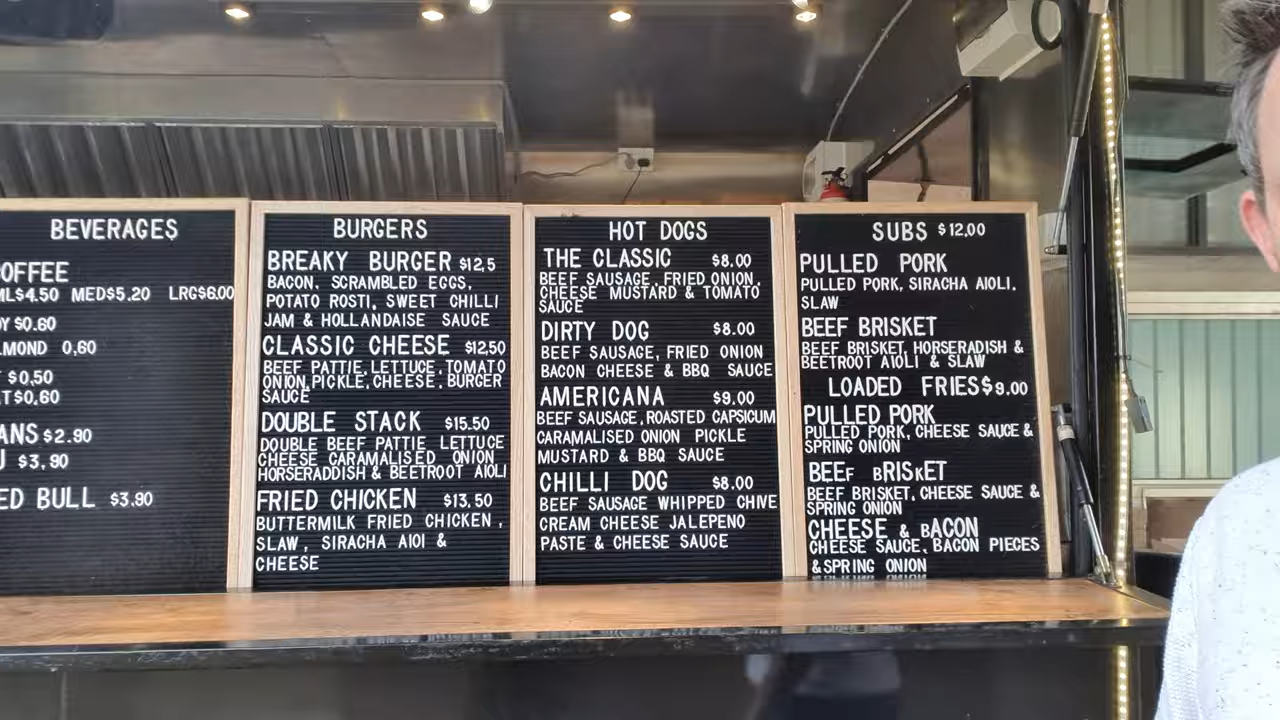 BEVERAGES
OFFEE
ML$4.50 MED$5.20 LRG$6.00
Y $0.60
LMOND 0,60
$0,50
T$0,60
ANS $2.90
U $3,90
ED BULL $3.90
BURGERS
BREAKY BURGER $12,5
BACON, SCRAMBLED EGGS,
POTATO ROSTI, SWEET CHILLI
JAM & HOLLANDAISE SAUCE
CLASSIC CHEESE $12,50
BEEF PATTIE, LETTUCE, TOMATO
ONION, PICKLE, CHEESE, BURGER
SAUCE
DOUBLE STACK $15.50
DOUBLE BEEF PATTIE LETTUCE
CHEESE CARAMALISED ONION
HORSERADDISH & BEETROOT AIOLI
FRIED CHICKEN $13.50
BUTTERMILK FRIED CHICKEN,
SLAW, SIRACHA AIOI &
CHEESE
HOT DOGS
THE CLASSIC $8.00
BEEF SAUSAGE, FRIED ONION,
CHEESE MUSTARD & TOMATO
SAUCE
DIRTY DOG $8.00
BEEF SAUSAGE, FRIED ONION
BACON CHEESE & BBQ SAUCE
AMERICANA $9.00
BEEF SAUSAGE, ROASTED CAPSICUM
CARAMALISED ONION PICKLE
MUSTARD & BBQ SAUCE
CHILLI DOG $8.00
BEEF SAUSAGE WHIPPED CHIVE
CREAM CHEESE JALEPENO
PASTE & CHEESE SAUCE
SUBS $12,00
PULLED PORK
PULLED PORK, SIRACHA AIOLI,
SLAW
BEEF BRISKET
BEEF BRISKET, HORSERADISH &
BEETROOT AIOLI & SLAW
LOADED FRIES $9.00
PULLED PORK
PULLED PORK, CHEESE SAUCE &
SPRING ONION
BEEF BRISKET
BEEF BRISKET, CHEESE SAUCE &
SPRING ONION
CHEESE & BACON
CHEESE SAUCE, BACON PIECES
& SPRING ONION